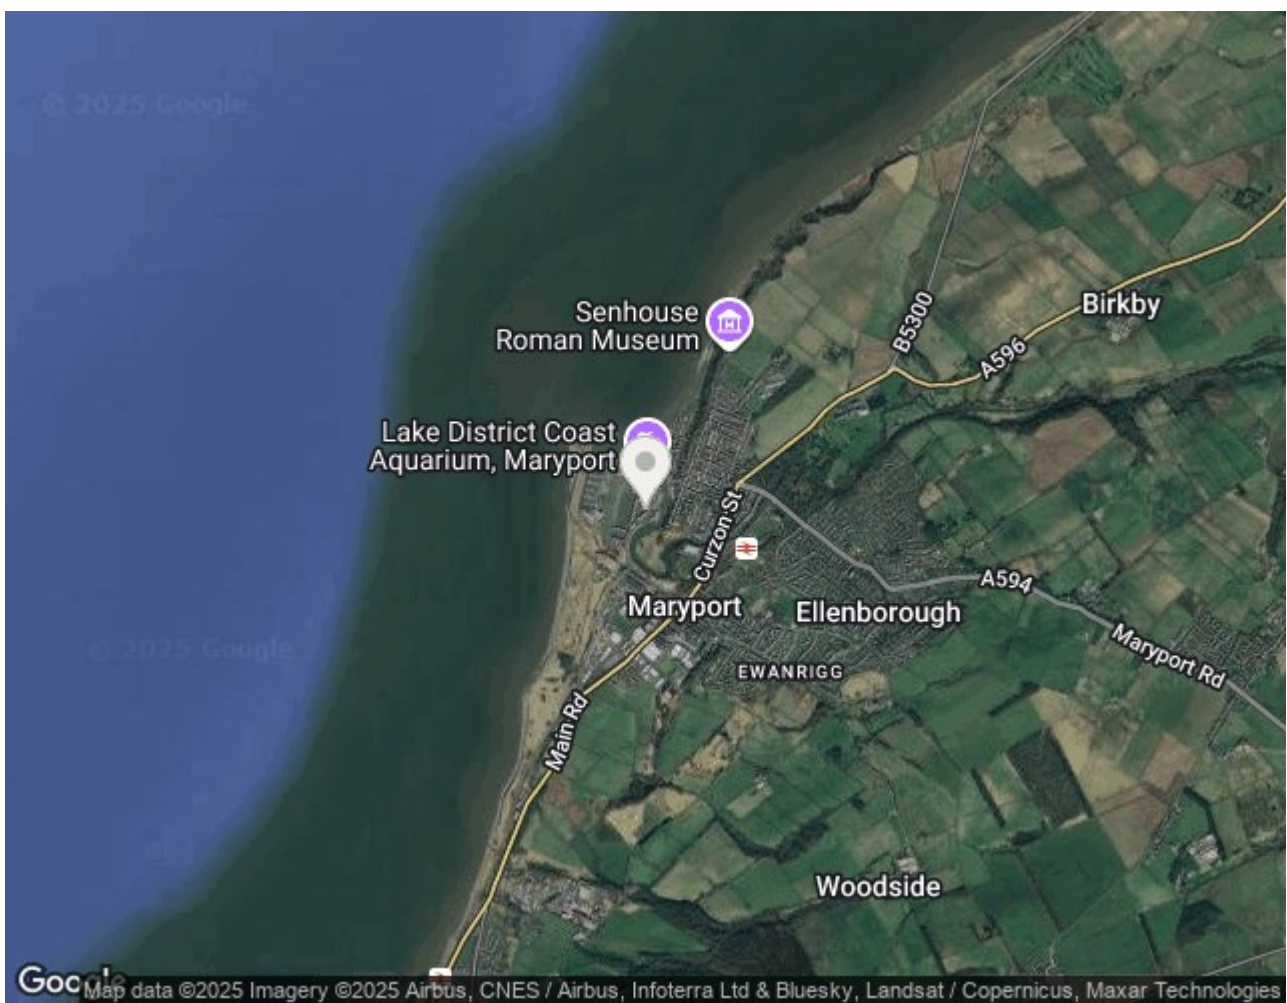 © 2025 Google
Senhouse
Roman Museum
B5300
Birkby
A596
Lake District Coast
Aquarium, Maryport
Curzon St
A594
Maryport
Ellenborough
Maryport Rd
EWANRIGG
© 2025 Google
Main Rd
Woodside
Google
Map data ©2025 Imagery ©2025 Airbus, CNES / Airbus, Infoterra Ltd & Bluesky, Landsat / Copernicus, Maxar Technologies